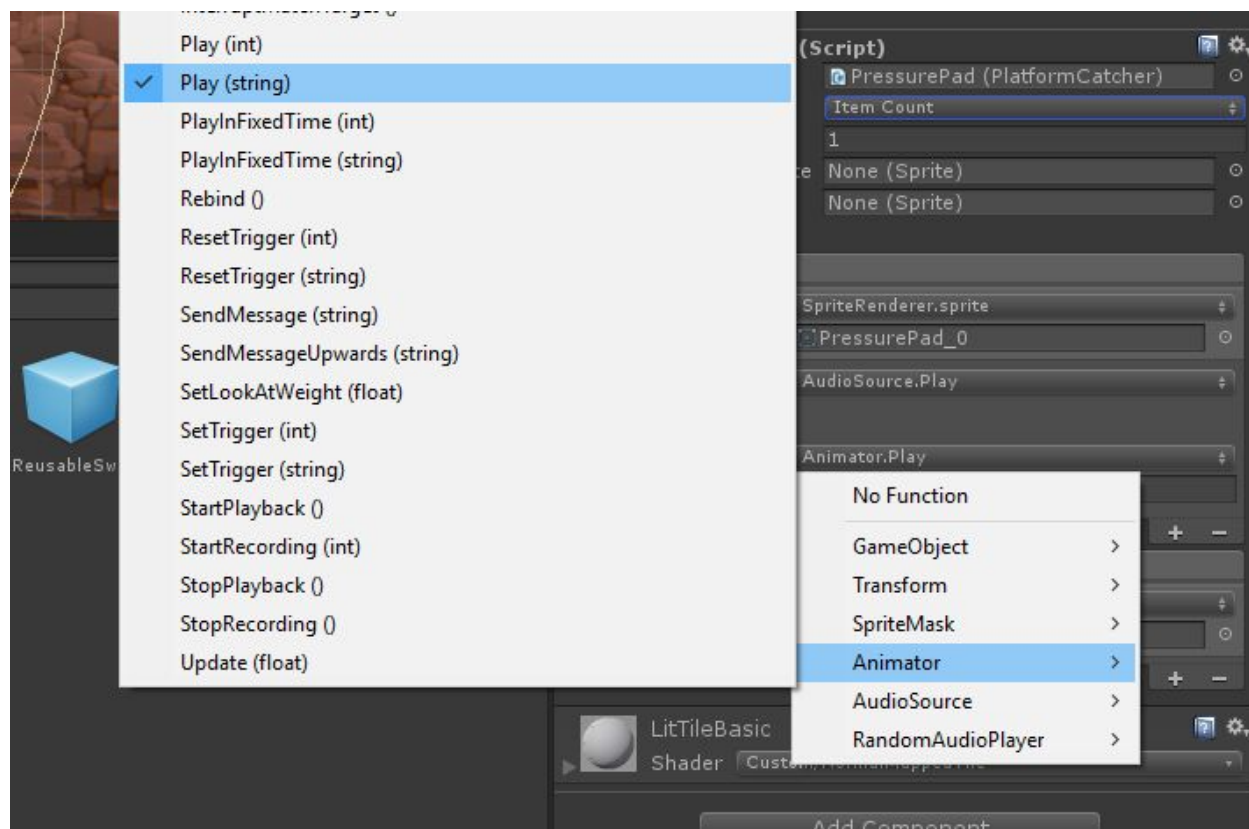 Play (int)
Play (string)
PlayInFixedTime (int)
PlayInFixedTime (string)
Rebind ()
ResetTrigger (int)
ResetTrigger (string)
SendMessage (string)
SendMessageUpwards (string)
SetLookAtWeight (float)
SetTrigger (int)
SetTrigger (string)
StartPlayback ()
StartRecording (int)
StopPlayback ()
StopRecording ()
Update (float)
ReusableSw
(Script)
PressurePad (PlatformCatcher)
Item Count
1
None (Sprite)
None (Sprite)
SpriteRenderer.sprite
PressurePad_0
AudioSource.Play
Animator.Play
No Function
GameObject
Transform
SpriteMask
Animator
AudioSource
RandomAudioPlayer
LitTileBasic
Shader
Add Component